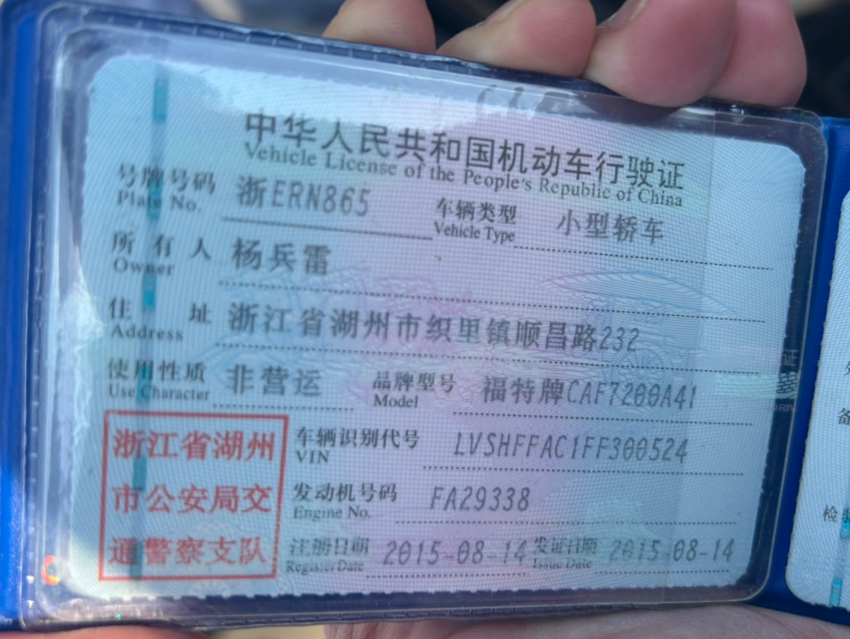 中华人民共和国机动车行驶证
Vehicle License of the People's Republic of China
号牌号码 浙ERN865 车辆类型 小型轿车
Plate No. Vehicle Type
所有人 杨兵雷
Owner
住址 浙江省湖州市织里镇顺昌路232
Address
使用性质 非营运 品牌型号 福特牌CAF7200A41
Use Character Model
浙江省湖州 车辆识别代号 LVSHFFAC1FF300524
VIN
市公安局交 发动机号码 FA29338
Engine No.
通警察支队 注册日期 2015-08-14 发证日期 2015-08-14
Register Date Issue Date
检